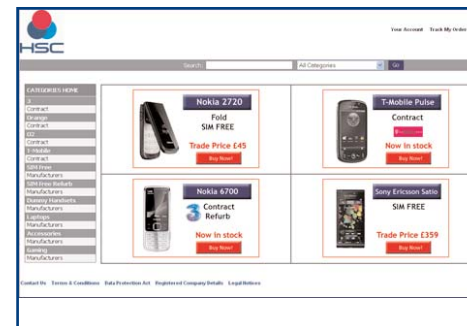 HSC
Your Account Track My Order
Search: All Categories GO
CATEGORIES HOME
3
Contract
Orange
Contract
O2
Contract
T-Mobile
Contract
SIM Free
Manufacturers
SIM Free Refurb
Manufacturers
Dummy Handsets
Manufacturers
Laptops
Manufacturers
Accessories
Manufacturers
Gaming
Manufacturers
Nokia 2720
Fold
SIM FREE
Trade Price £45
Buy Now!
T-Mobile Pulse
Contract
Now in stock
Buy Now!
Nokia 6700
3 Contract
Refurb
Now in stock
Buy Now!
Sony Ericsson Satio
SIM FREE
Trade Price £359
Buy Now!
Contact Us Terms & Conditions Data Protection Act Registered Company Details Legal Notices